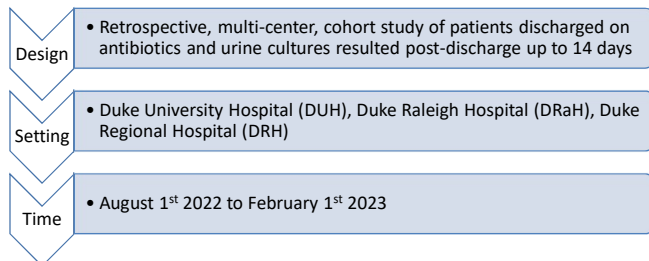 Design
• Retrospective, multi-center, cohort study of patients discharged on
antibiotics and urine cultures resulted post-discharge up to 14 days
Setting
• Duke University Hospital (DUH), Duke Raleigh Hospital (DRaH), Duke
Regional Hospital (DRH)
Time
• August 1st 2022 to February 1st 2023